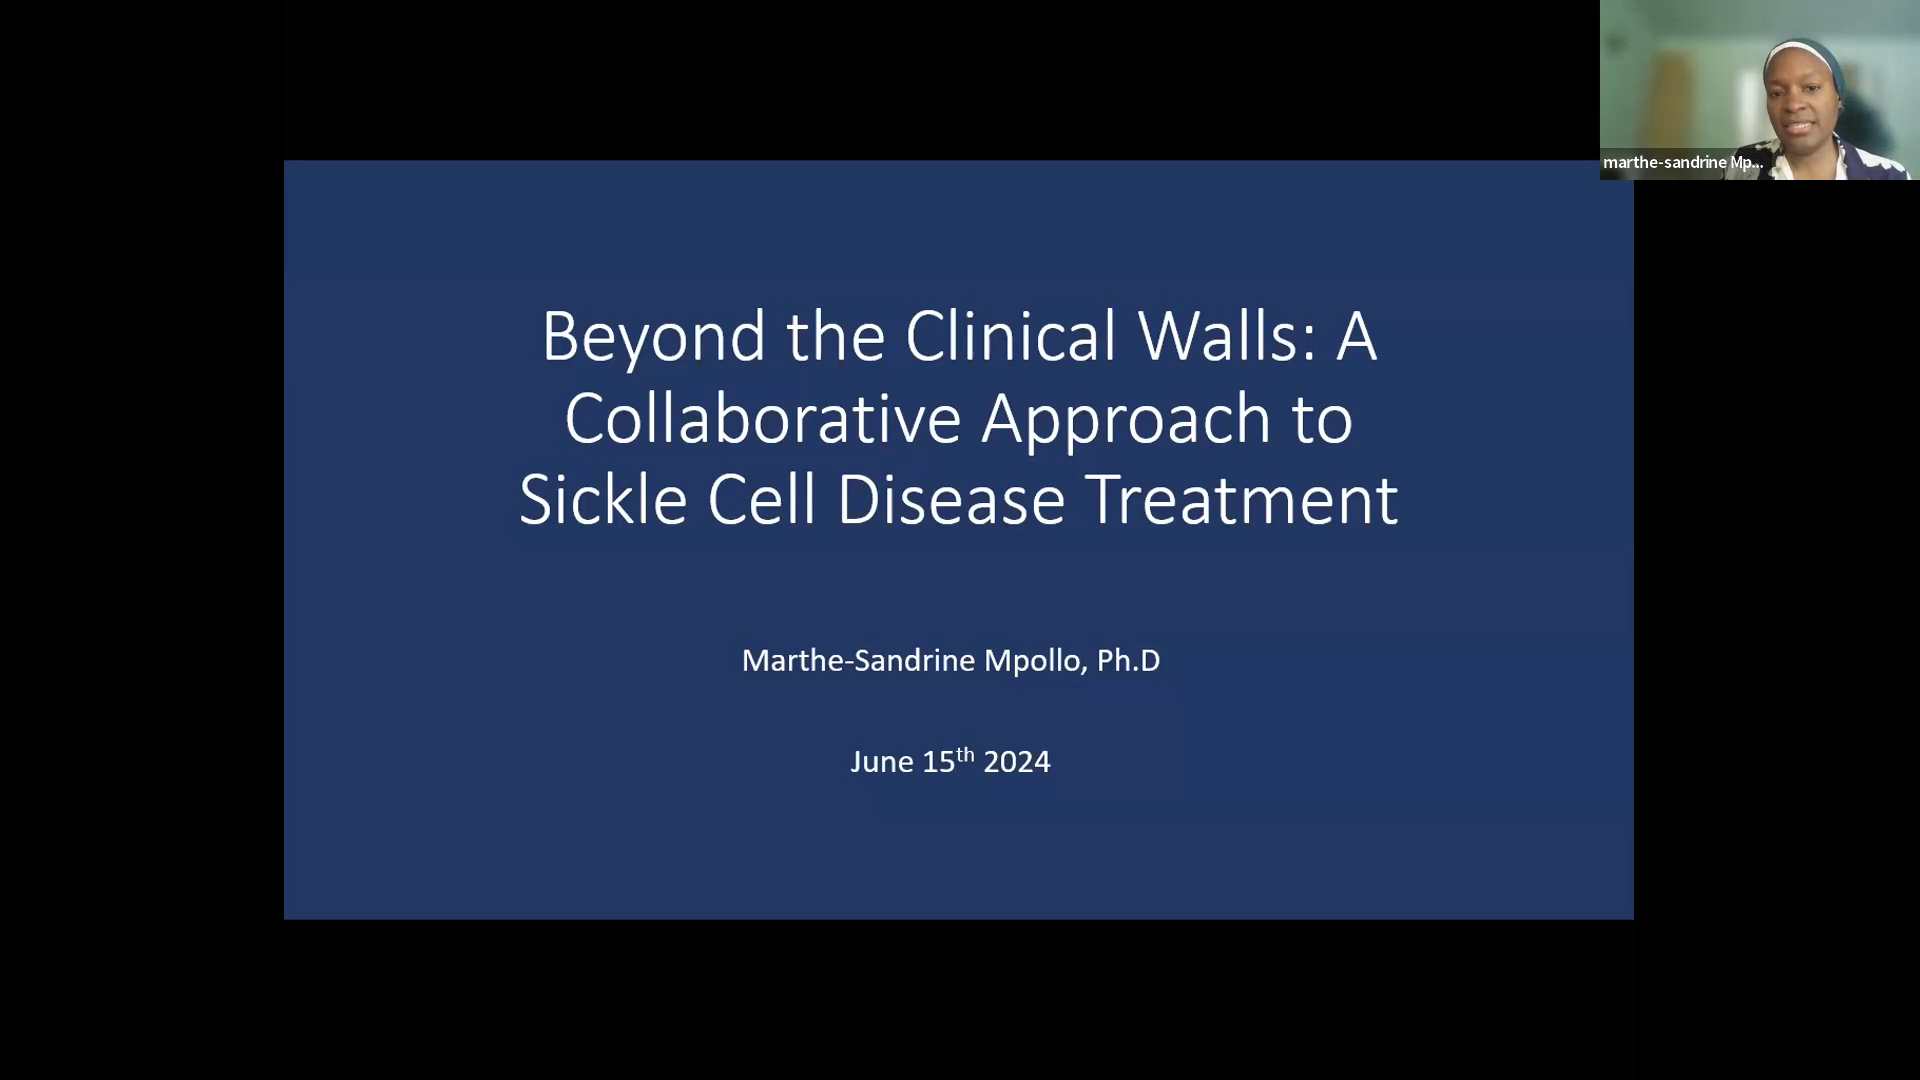 marthe-sandrine Mp...
Beyond the Clinical Walls: A
Collaborative Approach to
Sickle Cell Disease Treatment
Marthe-Sandrine Mpollo, Ph.D
June 15th 2024